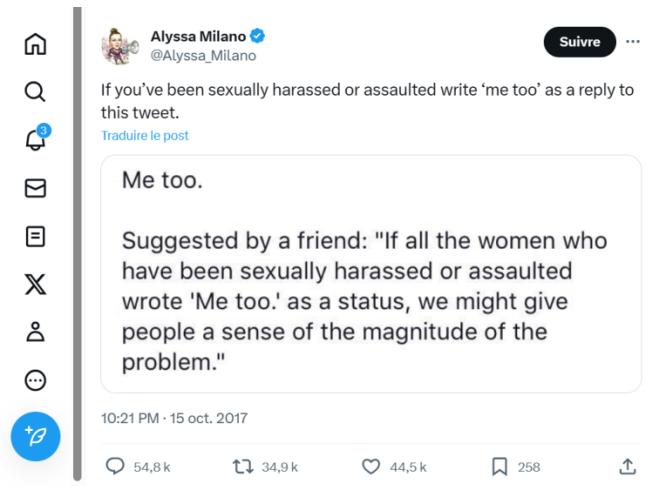 Alyssa Milano
@Alyssa_Milano
Suivre
If you’ve been sexually harassed or assaulted write ‘me too’ as a reply to
this tweet.
Traduire le post
Me too.
Suggested by a friend: "If all the women who
have been sexually harassed or assaulted
wrote 'Me too.' as a status, we might give
people a sense of the magnitude of the
problem."
10:21 PM · 15 oct. 2017
54,8 k
34,9 k
44,5 k
258
3